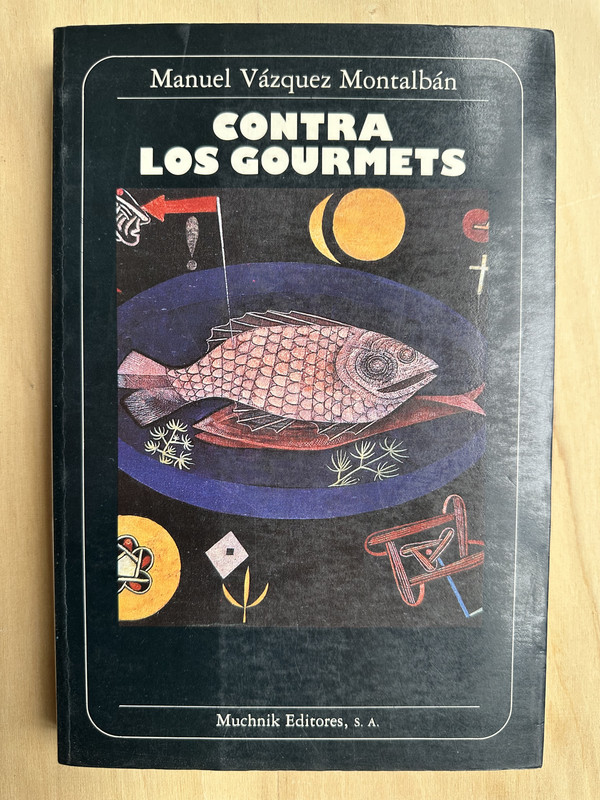 Manuel Vázquez Montalbán
CONTRA
LOS GOURMETS
Muchnik Editores, S. A.